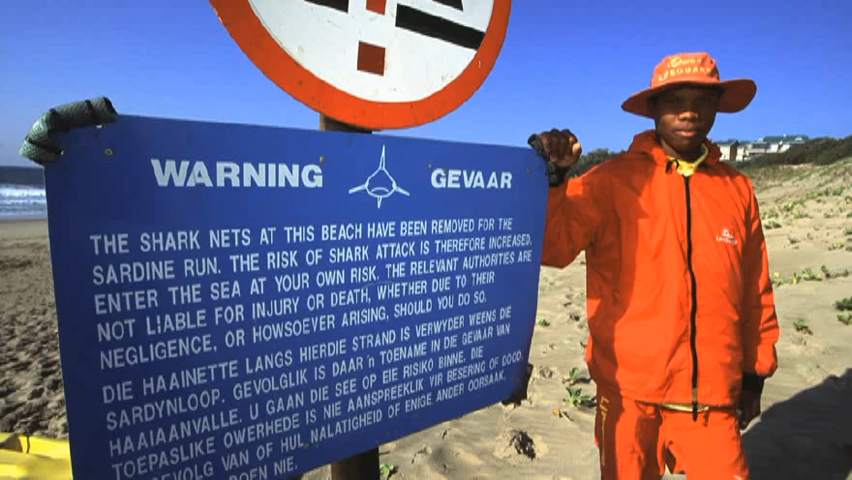 WARNING GEVAAR
THE SHARK NETS AT THIS BEACH HAVE BEEN REMOVED FOR THE
SARDINE RUN. THE RISK OF SHARK ATTACK IS THEREFORE INCREASED.
ENTER THE SEA AT YOUR OWN RISK. THE RELEVANT AUTHORITIES ARE
NOT LIABLE FOR INJURY OR DEATH, WHETHER DUE TO THEIR
NEGLIGENCE, OR HOWSOEVER ARISING, SHOULD YOU DO SO.
DIE HAAINETTE LANGS HIERDIE STRAND IS VERWYDER WEENS DIE
SARDYNLOOP. GEVOLGLIK IS DAAR 'n TOENAME IN DIE GEVAAR VAN
HAAIAANVALLE. U GAAN DIE SEE OP EIE RISIKO BINNE. DIE
TOEPASLIKE OWERHEDE IS NIE AANSPREEKLIK VIR BESERING OF DOOD,
GEVOLG VAN OF HUL NALATIGHEID OF ENIGE ANDER OORSAAK,
DOEN NIE.
LIFEGUARD